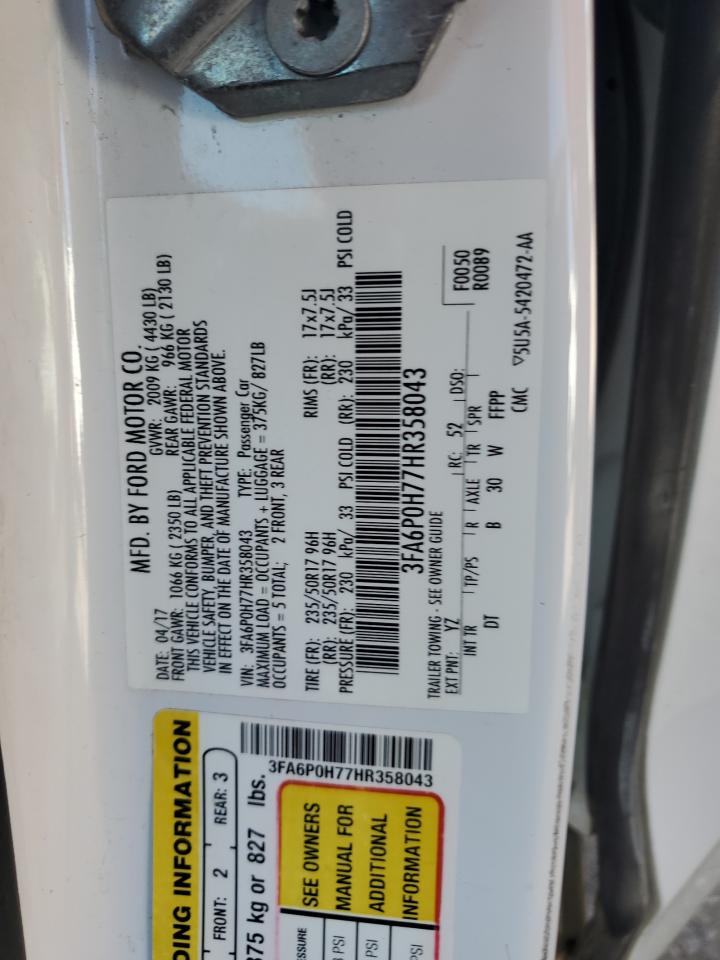 MFD. BY FORD MOTOR CO.
DATE: 04/17 GVWR: 2009 KG ( 4430 LB)
FRONT GAWR: 1066 KG ( 2350 LB) REAR GAWR: 966 KG ( 2130 LB)
THIS VEHICLE CONFORMS TO ALL APPLICABLE FEDERAL MOTOR
VEHICLE SAFETY, BUMPER, AND THEFT PREVENTION STANDARDS
IN EFFECT ON THE DATE OF MANUFACTURE SHOWN ABOVE.
VIN: 3FA6P0H77HR358043 TYPE: Passenger Car
MAXIMUM LOAD = OCCUPANTS + LUGGAGE = 375KG/ 827LB
OCCUPANTS = 5 TOTAL; 2 FRONT, 3 REAR
TIRE (FR): 235/50R17 96H RIMS (FR): 17x7.5J
(RR): 235/50R17 96H (RR): 17x7.5J
PRESSURE (FR): 230 kPa/ 33 PSI COLD (RR): 230 kPa/ 33 PSI COLD
3FA6P0H77HR358043
TRAILER TOWING - SEE OWNER GUIDE F0050
EXT PNT: YZ RC: 52 DSO: R0089
INT TR TP/PS R AXLE TR SPR
DT B 30 W FFPP
CMC ▽5U5A-5420472-AA
DING INFORMATION
FRONT: 2 REAR: 3
375 kg or 827 lbs.
3FA6P0H77HR358043
SEE OWNERS
MANUAL FOR
ADDITIONAL
INFORMATION
PSI
PSI
PSI